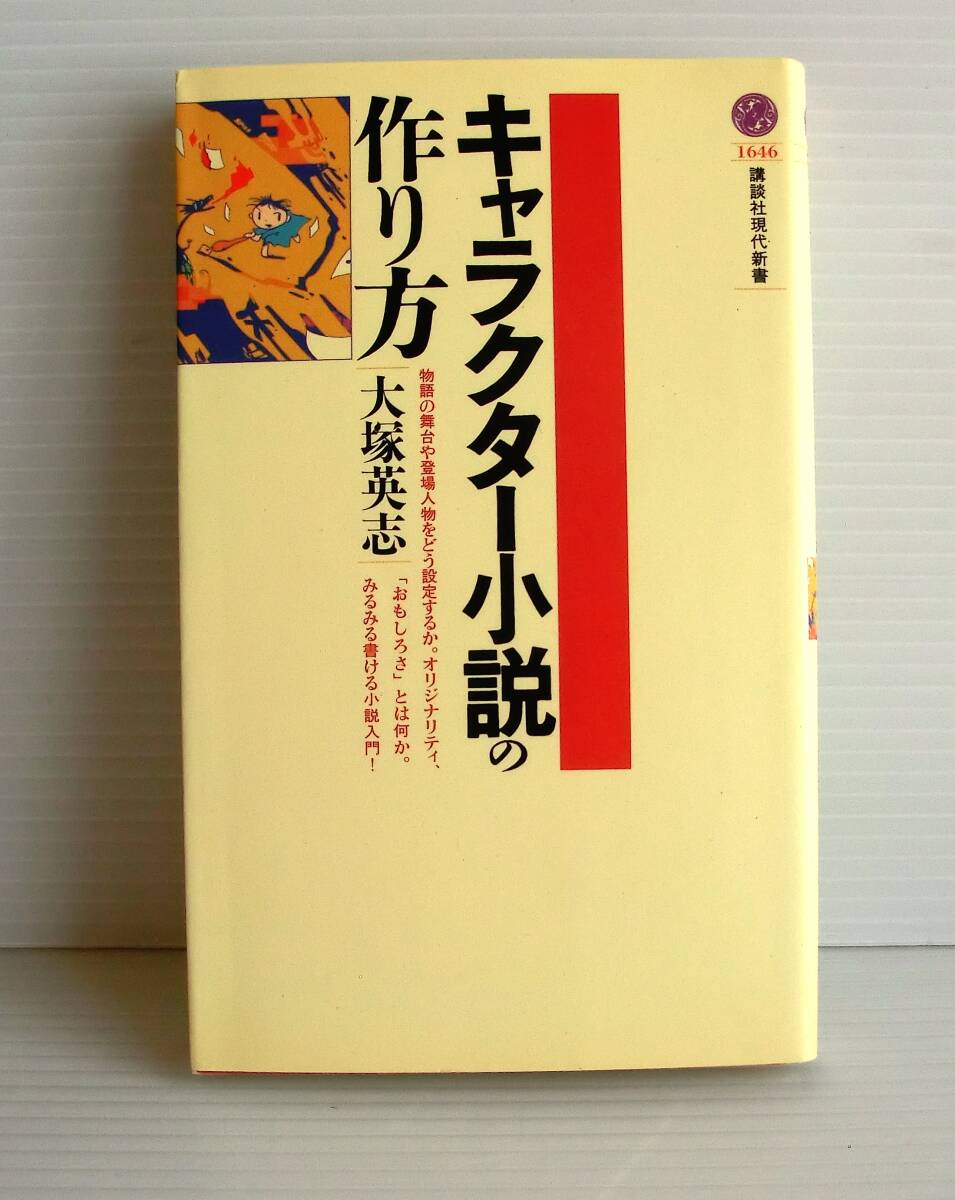 1646
講談社現代新書
キャラクター小説の
作り方
大塚英志
物語の舞台や登場人物をどう設定するか。オリジナリティ、
「おもしろさ」とは何か。
みるみる書ける小説入門!